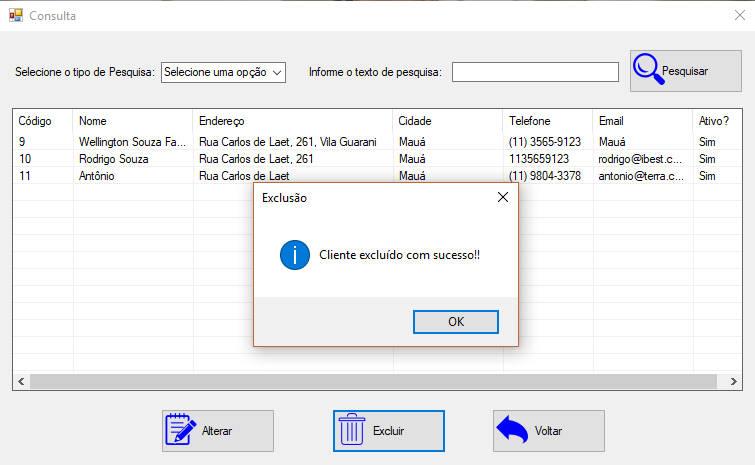 Consulta
Selecione o tipo de Pesquisa: Selecione uma opção Informe o texto de pesquisa: Pesquisar
Código Nome Endereço Cidade Telefone Email Ativo?
9 Wellington Souza Fa... Rua Carlos de Laet, 261, Vila Guarani Mauá (11) 3565-9123 Mauá Sim
10 Rodrigo Souza Rua Carlos de Laet, 261 Mauá 1135659123 rodrigo@ibest.c... Sim
11 Antônio Rua Carlos de Laet Mauá (11) 9804-3378 antonio@terra.c... Sim
Exclusão
Cliente excluído com sucesso!!
OK
Alterar Excluir Voltar